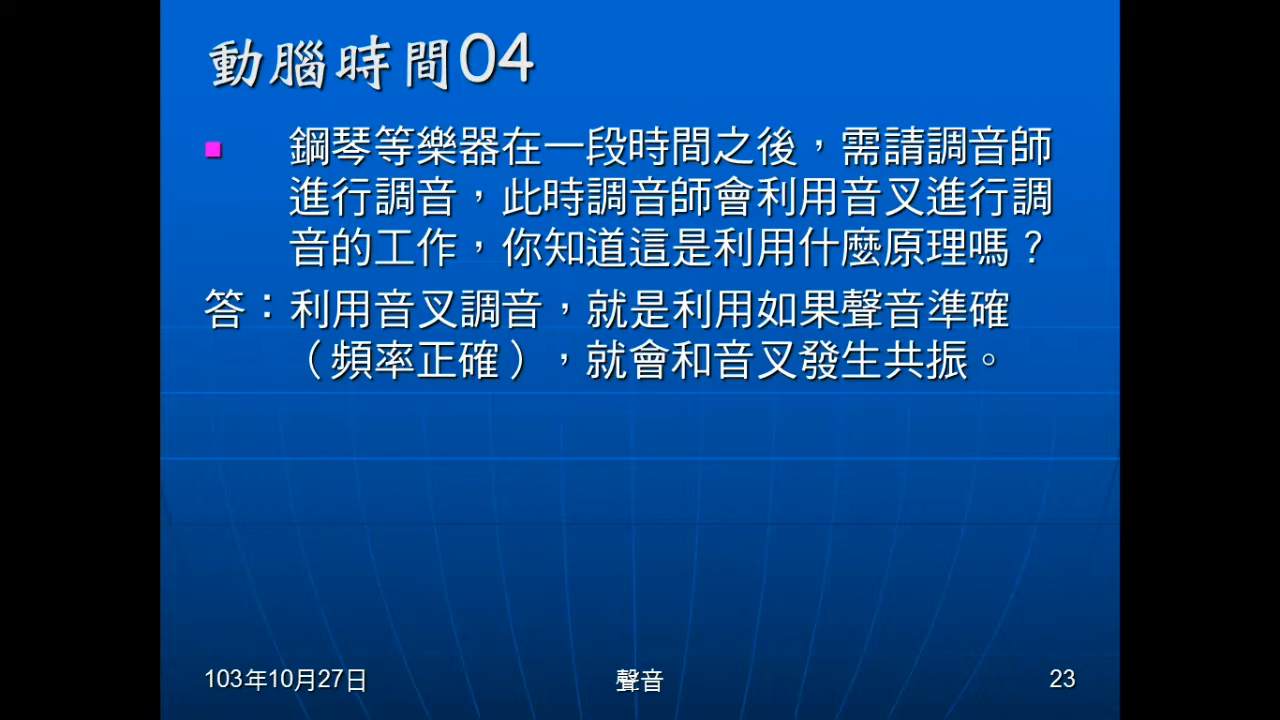 動腦時間04
鋼琴等樂器在一段時間之後，需請調音師
進行調音，此時調音師會利用音叉進行調
音的工作，你知道這是利用什麼原理嗎？
答：利用音叉調音，就是利用如果聲音準確
（頻率正確），就會和音叉發生共振。
103年10月27日
聲音
23